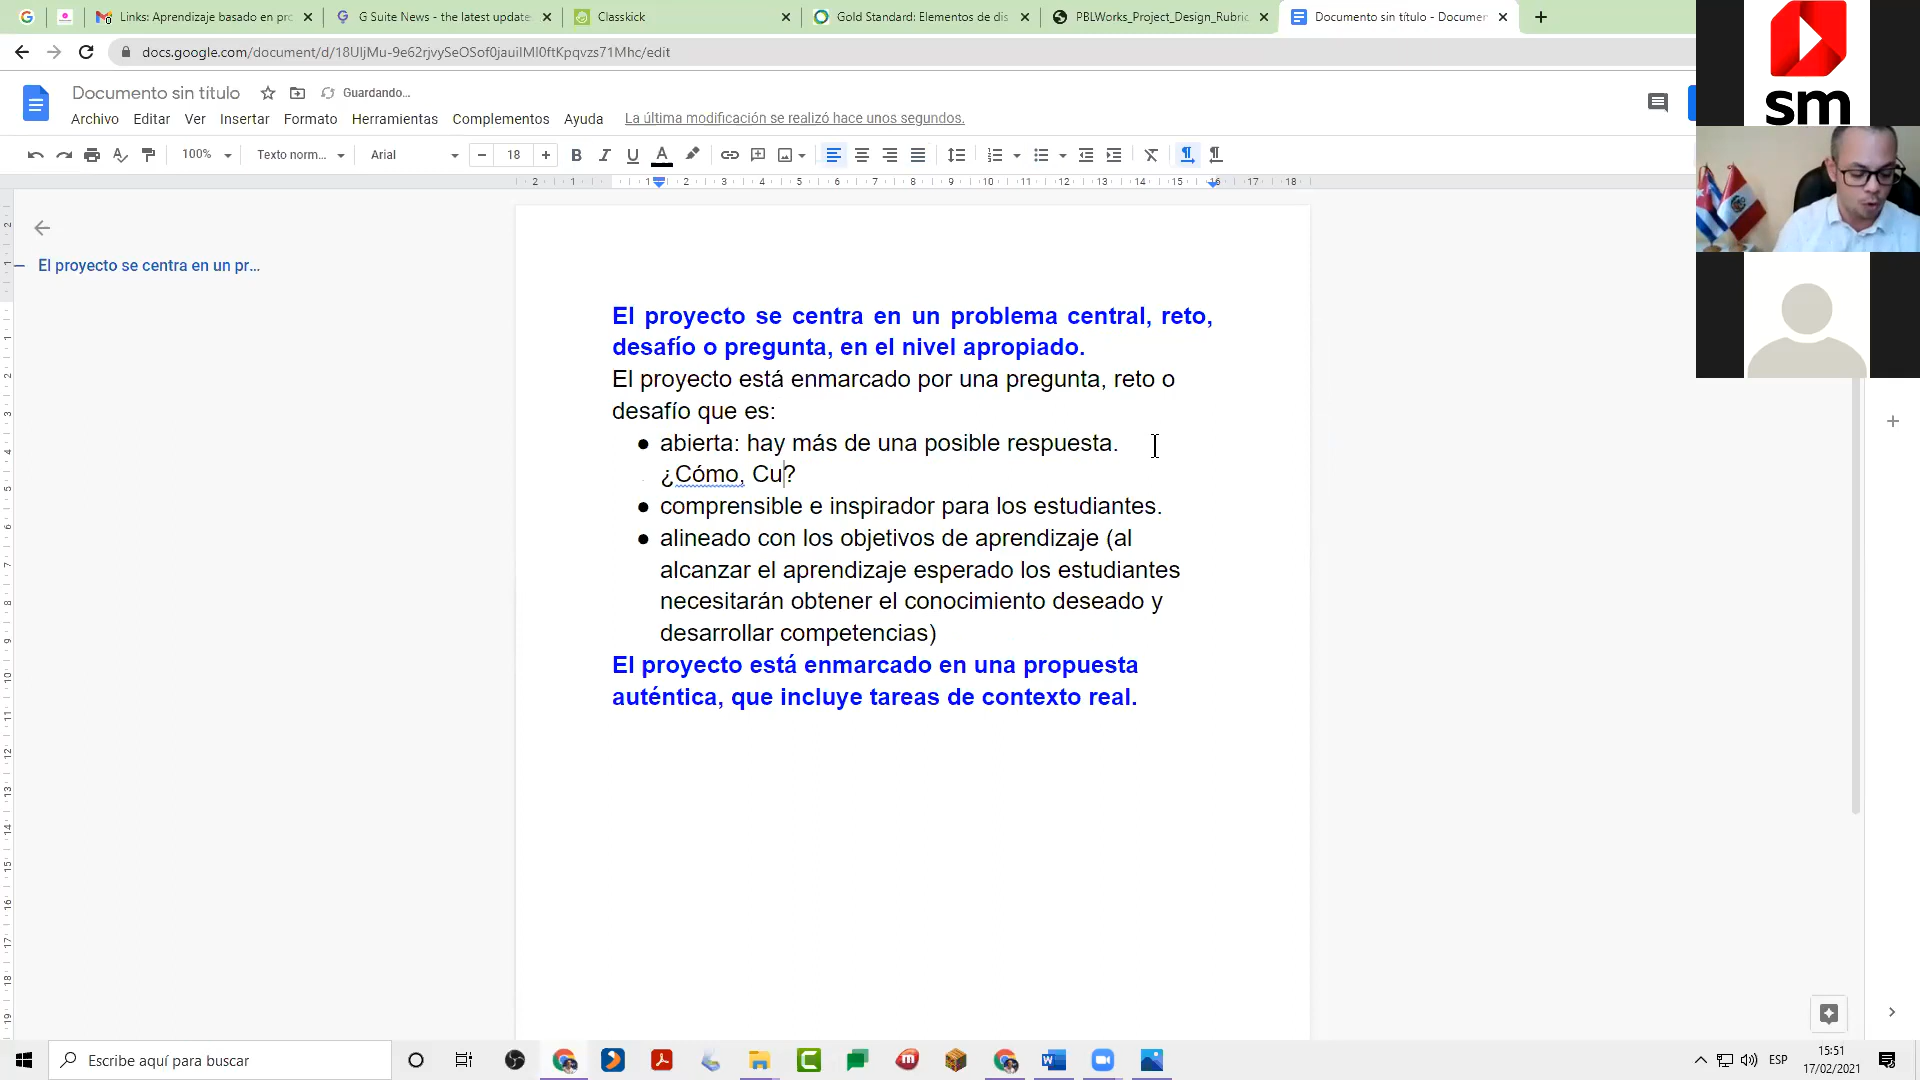 Links: Aprendizaje basado en pro
G Suite News - the latest update
Classkick
Gold Standard: Elementos de dis
PBLWorks_Project_Design_Rubric
Documento sin título - Documen
docs.google.com/document/d/18UljMu-9e62rjvySeOSof0jauiIMl0ftKpqvzs71Mhc/edit
Documento sin título
Guardando...
Archivo Editar Ver Insertar Formato Herramientas Complementos Ayuda
La última modificación se realizó hace unos segundos.
100% Texto norm... Arial 18
El proyecto se centra en un pr...
El proyecto se centra en un problema central, reto,
desafío o pregunta, en el nivel apropiado.
El proyecto está enmarcado por una pregunta, reto o
desafío que es:
● abierta: hay más de una posible respuesta.
¿Cómo, Cu?
● comprensible e inspirador para los estudiantes.
● alineado con los objetivos de aprendizaje (al
alcanzar el aprendizaje esperado los estudiantes
necesitarán obtener el conocimiento deseado y
desarrollar competencias)
El proyecto está enmarcado en una propuesta
auténtica, que incluye tareas de contexto real.
sm
Escribe aquí para buscar
ESP
15:51
17/02/2021